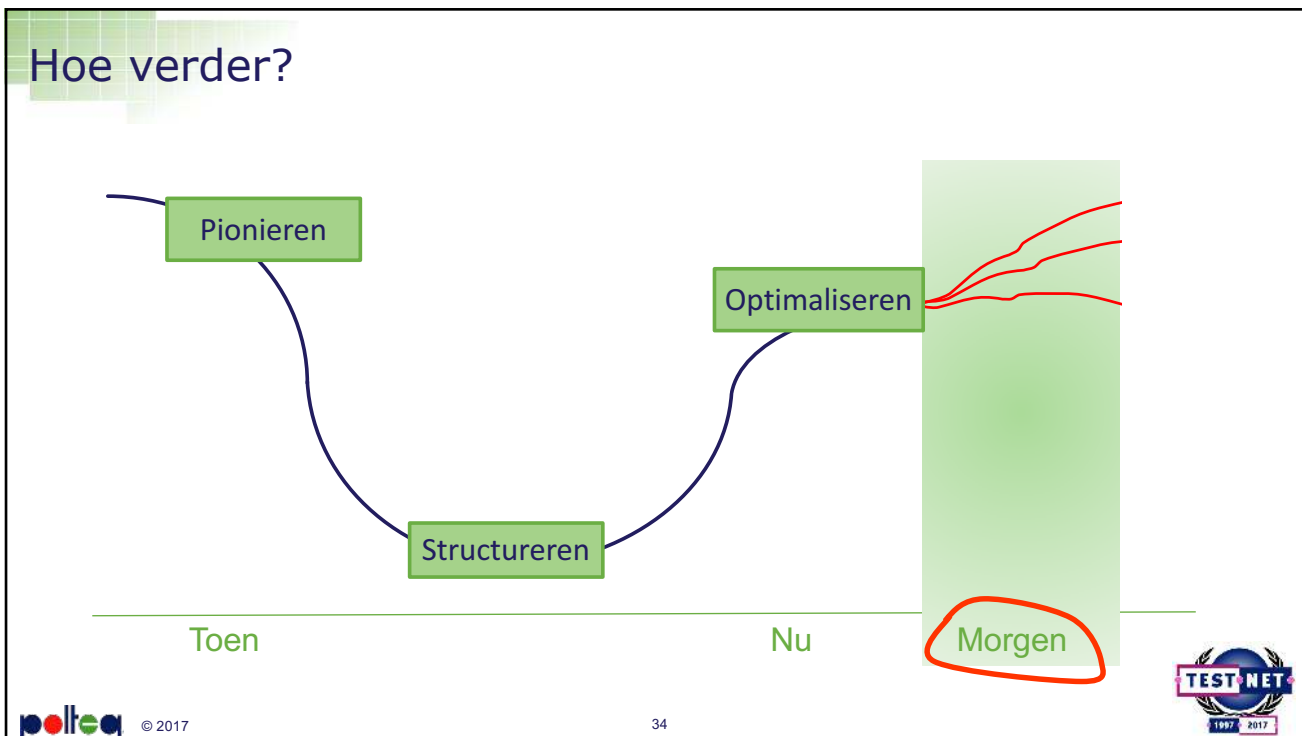 Hoe verder?
Pionieren
Optimaliseren
Structureren
Toen
Nu
Morgen
polteq
© 2017
34
TEST NET
1997 2017